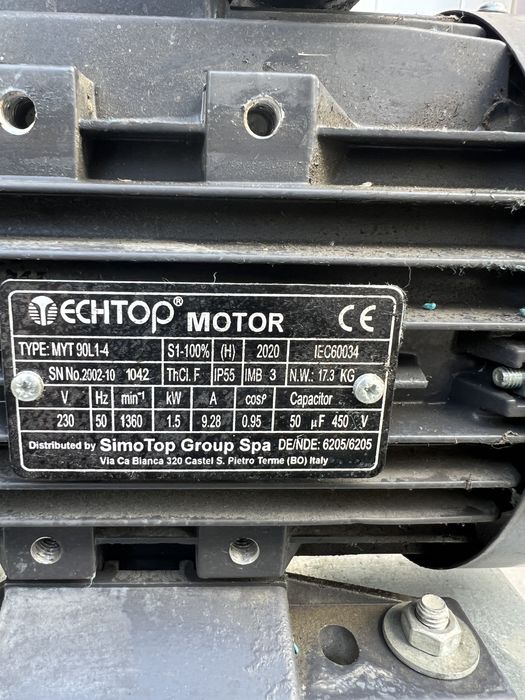 TECHTOP® MOTOR CE
TYPE: MYT 90L1-4 S1-100% (H) 2020 IEC60034
SN No.2002-10 1042 ThCl. F IP55 IMB 3 N.W.: 17.3 KG
V Hz min⁻¹ kW A cosφ Capacitor
230 50 1360 1.5 9.28 0.95 50 µF 450 V
Distributed by SimoTop Group Spa DE/NDE: 6205/6205
Via Ca Bianca 320 Castel S. Pietro Terme (BO) Italy